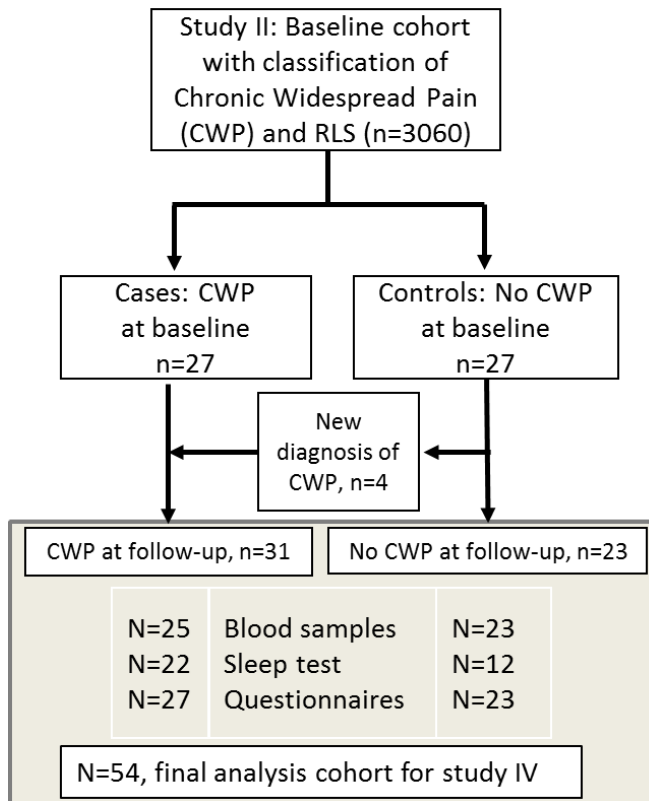 Study II: Baseline cohort
with classification of
Chronic Widespread Pain
(CWP) and RLS (n=3060)
Cases: CWP
at baseline
n=27
Controls: No CWP
at baseline
n=27
New
diagnosis of
CWP, n=4
CWP at follow-up, n=31
No CWP at follow-up, n=23
N=25 Blood samples N=23
N=22 Sleep test N=12
N=27 Questionnaires N=23
N=54, final analysis cohort for study IV